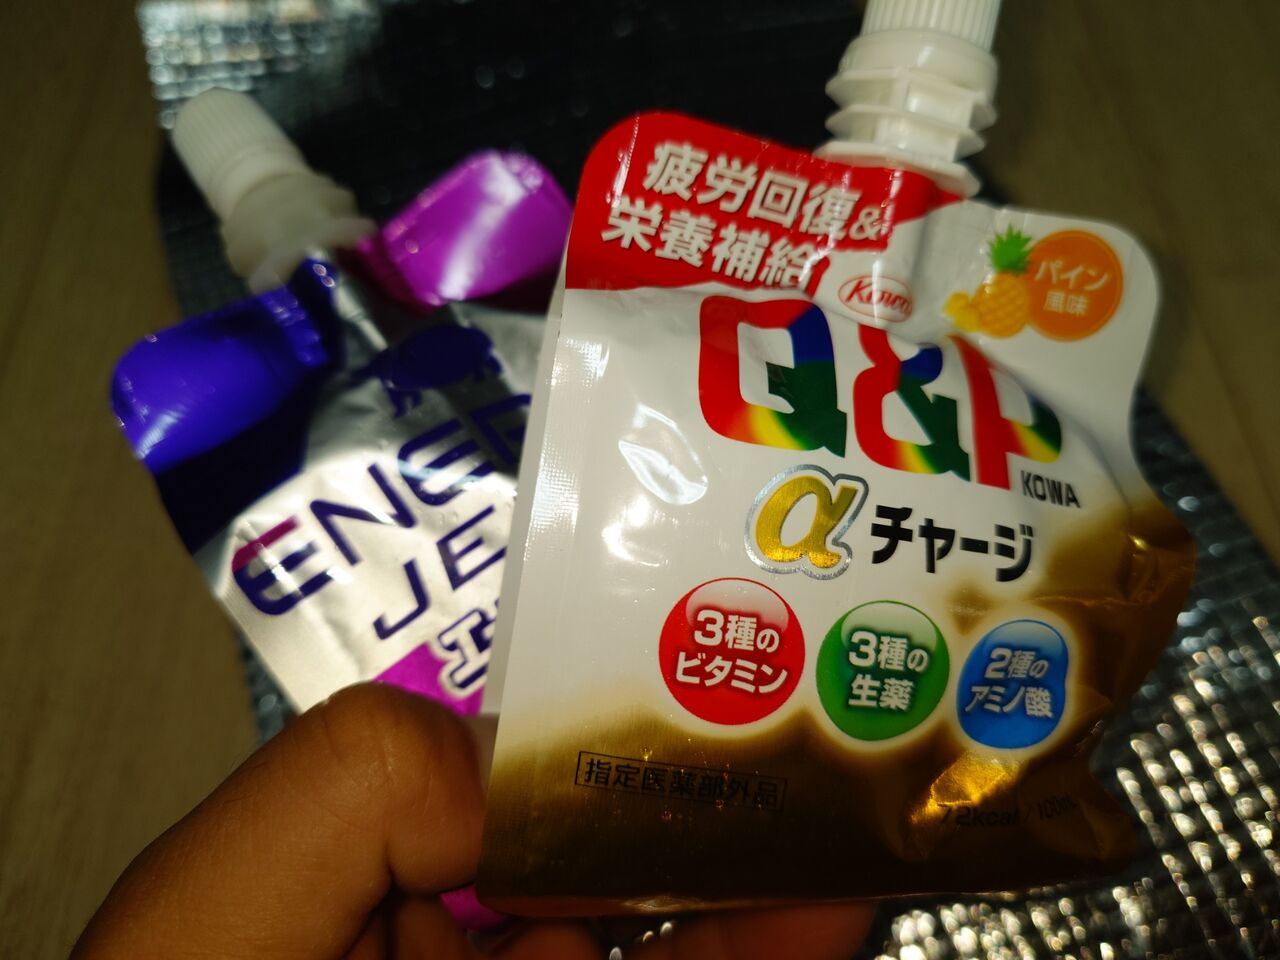 疲労回復&
栄養補給
Kowa
パイン
風味
Q&P
KOWA
αチャージ
3種の
ビタミン
3種の
生薬
2種の
アミノ酸
指定医薬部外品
72kcal/100mL
ENER
JE